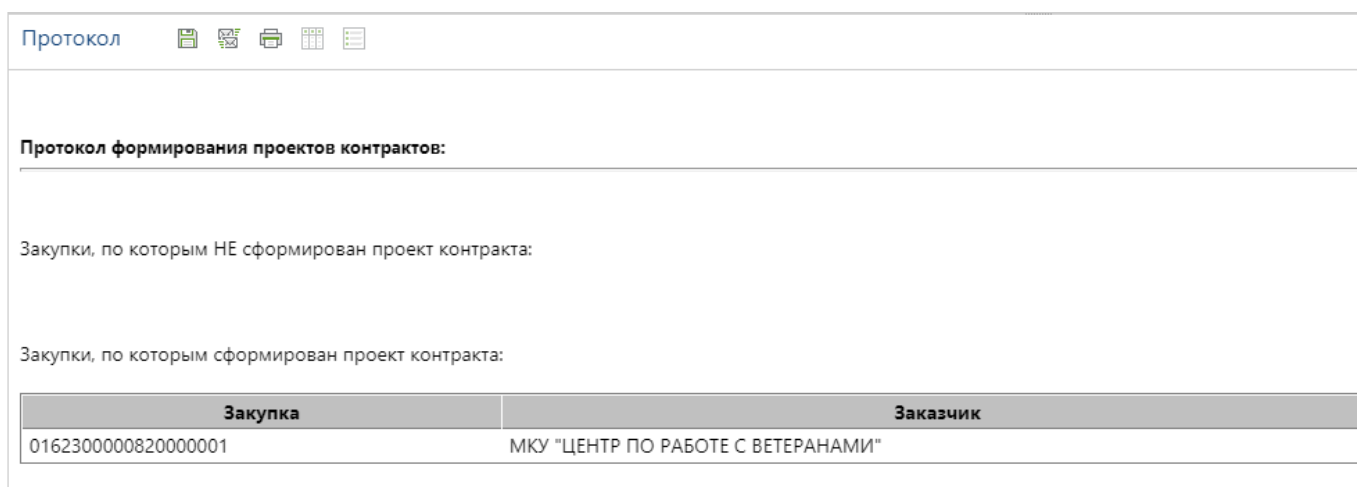 Протокол
Протокол формирования проектов контрактов:
Закупки, по которым НЕ сформирован проект контракта:
Закупки, по которым сформирован проект контракта:
Закупка Заказчик
0162300000820000001 МКУ "ЦЕНТР ПО РАБОТЕ С ВЕТЕРАНАМИ"